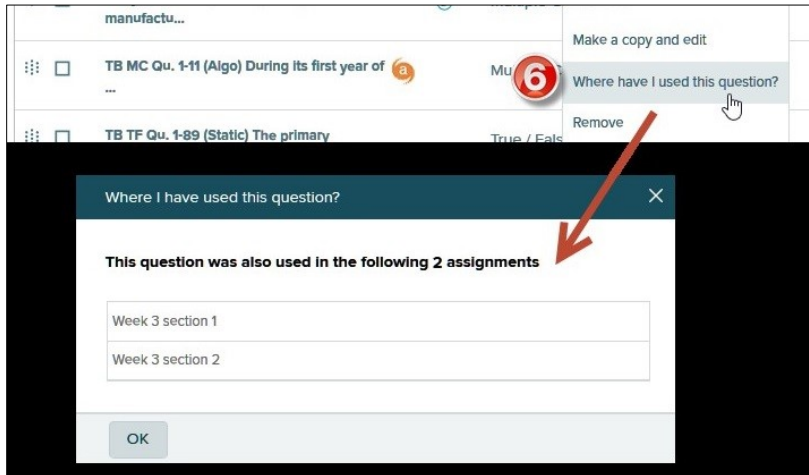 manufactu...
Make a copy and edit
TB MC Qu. 1-11 (Algo) During its first year of a
...
Mu
6
Where have I used this question?
Remove
TB TF Qu. 1-89 (Static) The primary
True / Fals
Where I have used this question?
This question was also used in the following 2 assignments
Week 3 section 1
Week 3 section 2
OK